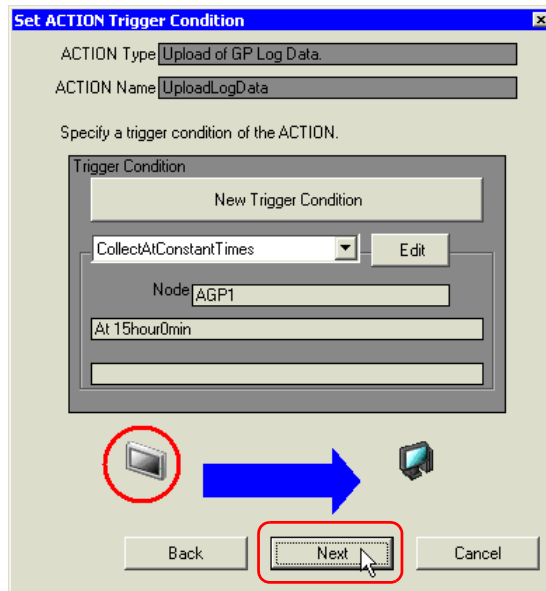 Set ACTION Trigger Condition
ACTION Type Upload of GP Log Data.
ACTION Name UploadLogData
Specify a trigger condition of the ACTION.
Trigger Condition
New Trigger Condition
CollectAtConstantTimes Edit
Node AGP1
At 15hour0min
Back Next Cancel